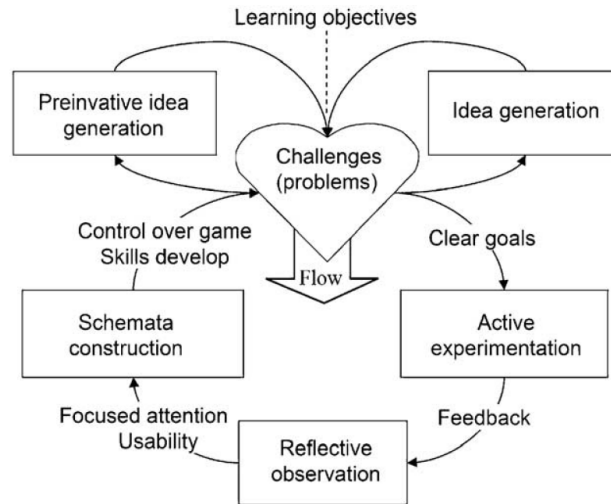 Learning objectives
Preinvative idea
generation
Idea generation
Challenges
(problems)
Control over game
Skills develop
Clear goals
Flow
Schemata
construction
Active
experimentation
Focused attention
Usability
Feedback
Reflective
observation